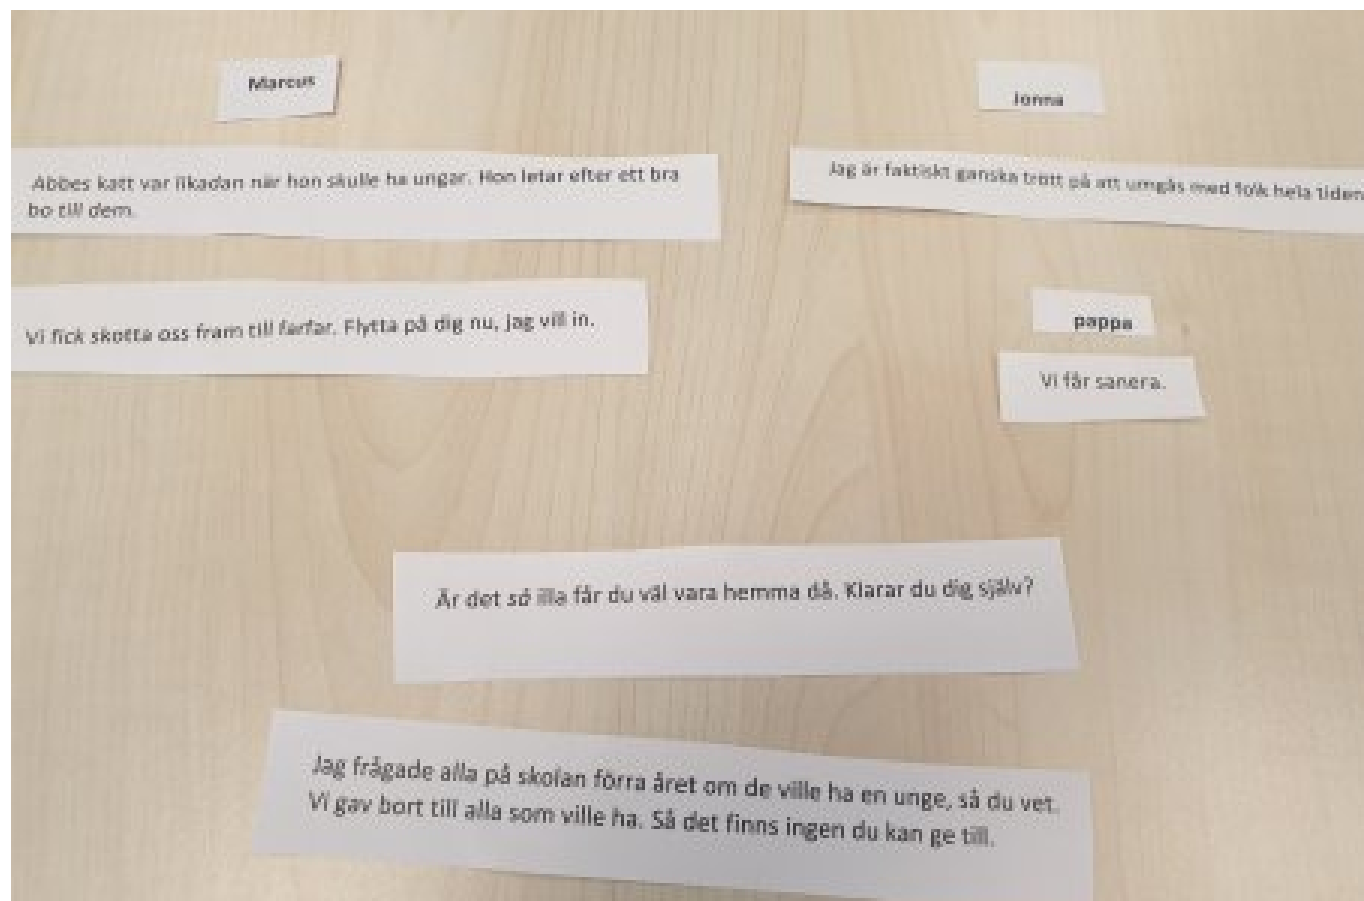 Marcus
Jonna
Abbes katt var likadan när hon skulle ha ungar. Hon letar efter ett bra
bo till dem.
Jag är faktiskt ganska trött på att umgås med folk hela tiden
Vi fick skotta oss fram till farfar. Flytta på dig nu, jag vill in.
pappa
Vi får sanera.
Är det så illa får du väl vara hemma då. Klarar du dig själv?
Jag frågade alla på skolan förra året om de ville ha en unge, så du vet.
Vi gav bort till alla som ville ha. Så det finns ingen du kan ge till.